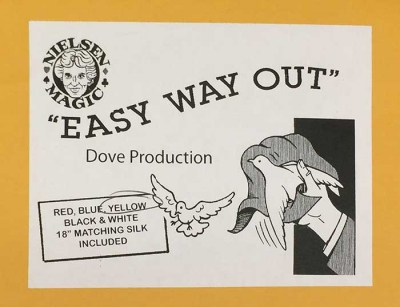 NIELSEN
MAGIC
"EASY WAY OUT"
Dove Production
RED, BLUE, YELLOW
BLACK & WHITE
18" MATCHING SILK
INCLUDED